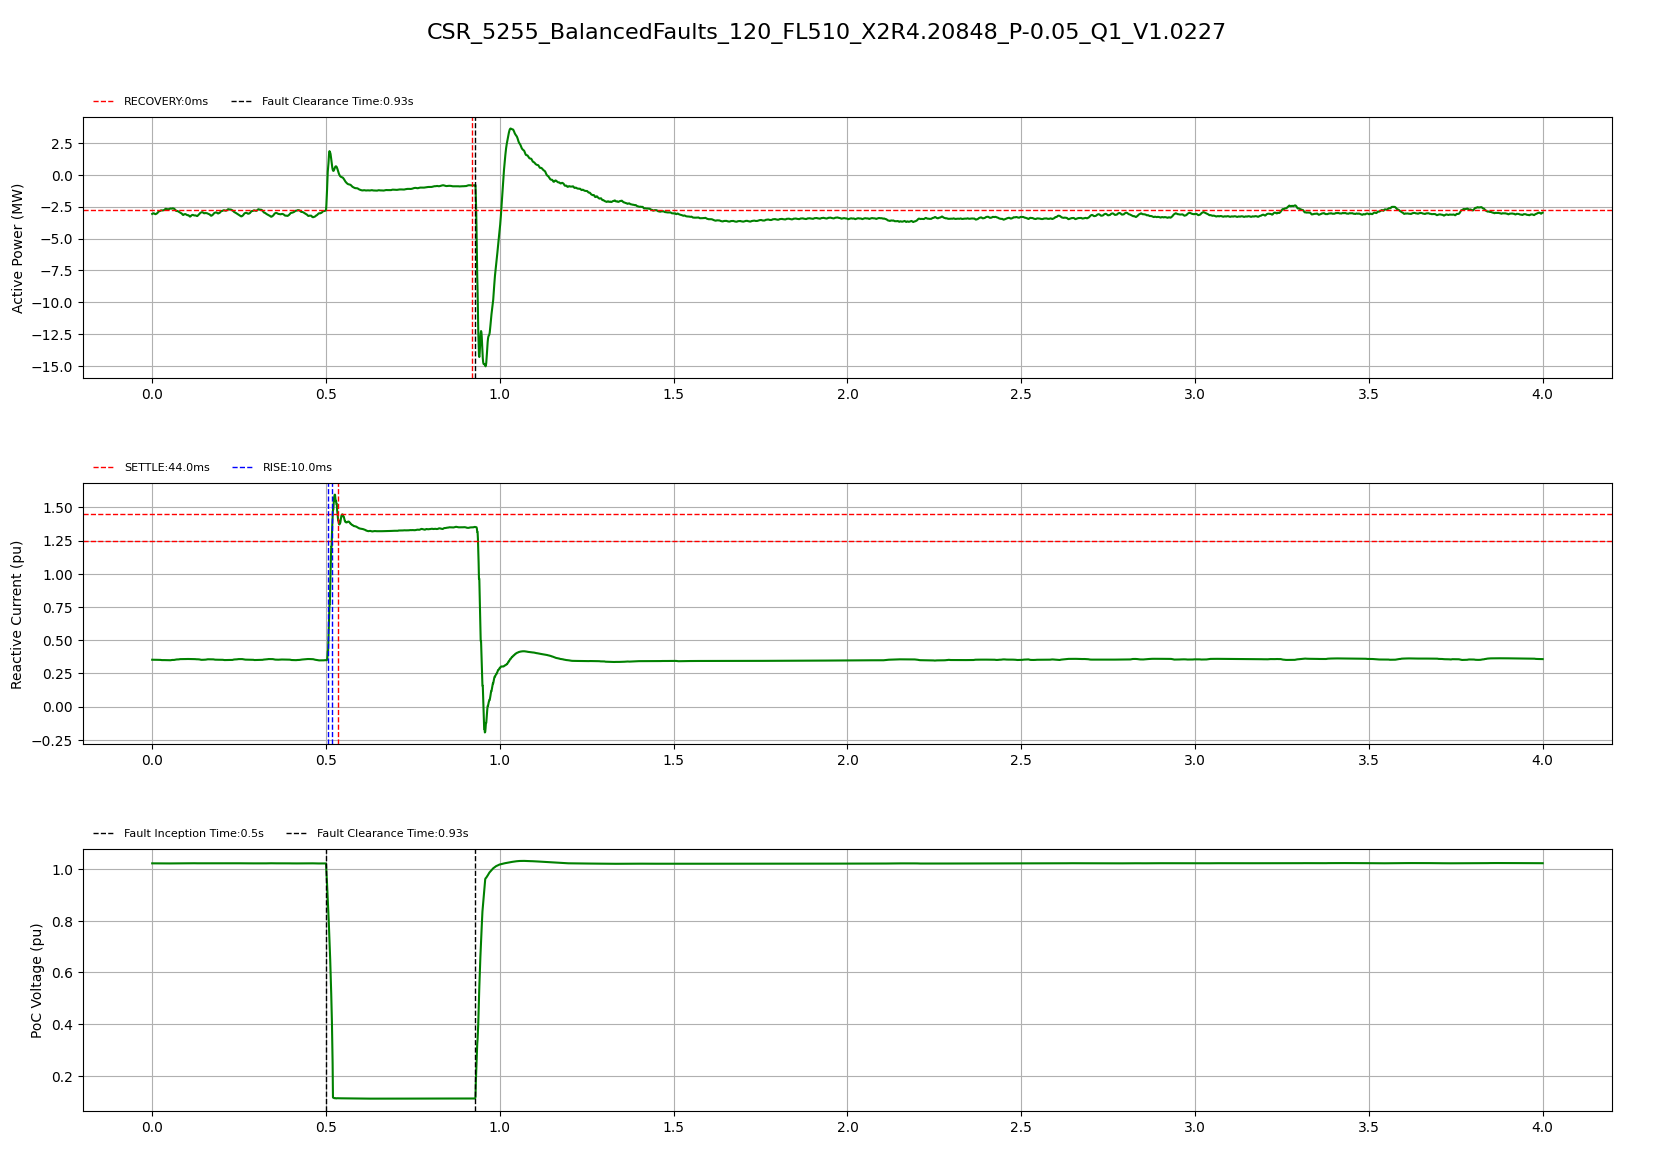 CSR_5255_BalancedFaults_120_FL510_X2R4.20848_P-0.05_Q1_V1.0227
RECOVERY:0ms Fault Clearance Time:0.93s
Active Power (MW)
2.5
0.0
−2.5
−5.0
−7.5
−10.0
−12.5
−15.0
0.0 0.5 1.0 1.5 2.0 2.5 3.0 3.5 4.0
SETTLE:44.0ms RISE:10.0ms
Reactive Current (pu)
1.50
1.25
1.00
0.75
0.50
0.25
0.00
−0.25
0.0 0.5 1.0 1.5 2.0 2.5 3.0 3.5 4.0
Fault Inception Time:0.5s Fault Clearance Time:0.93s
PoC Voltage (pu)
1.0
0.8
0.6
0.4
0.2
0.0 0.5 1.0 1.5 2.0 2.5 3.0 3.5 4.0